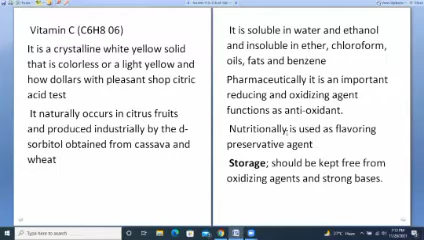 Vitamin C (C6H8 06)
It is a crystalline white yellow solid
that is colorless or a light yellow and
how dollars with pleasant shop citric
acid test
It naturally occurs in citrus fruits
and produced industrially by the d-
sorbitol obtained from cassava and
wheat
It is soluble in water and ethanol
and insoluble in ether, chloroform,
oils, fats and benzene
Pharmaceutically it an important
reducing and oxidizing agent
functions as anti-oxidant.
Nutritionally is used as flavoring
preservative agent
Storage; should be kept free from
oxidizing agents and strong bases.
Type here to search